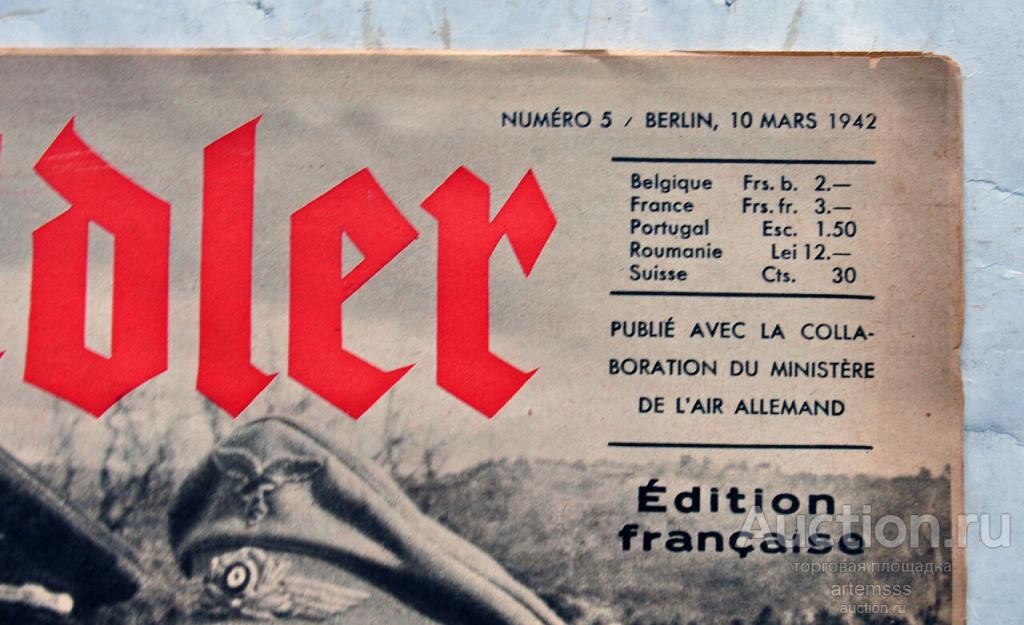 dler
NUMÉRO 5 / BERLIN, 10 MARS 1942
Belgique Frs. b. 2.—
France Frs. fr. 3.—
Portugal Esc. 1.50
Roumanie Lei 12.—
Suisse Cts. 30
PUBLIÉ AVEC LA COLLA-
BORATION DU MINISTÈRE
DE L'AIR ALLEMAND
Édition
française
Auction.ru
торговая площадка
artemsss
auction.ru